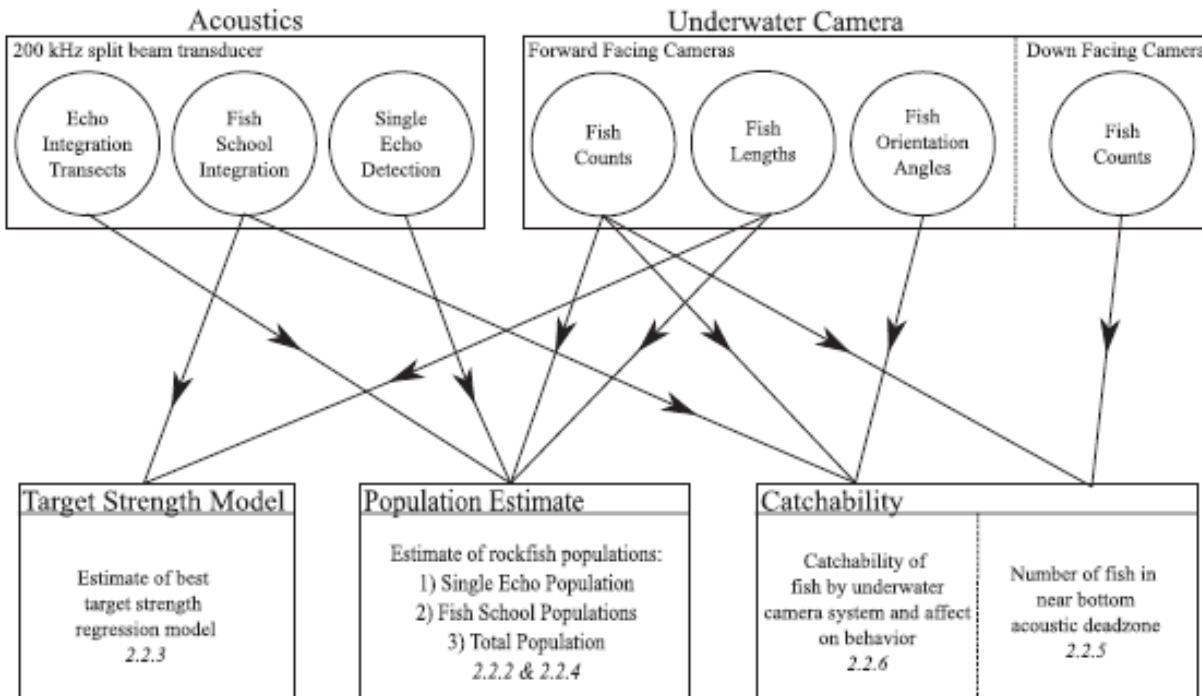 Acoustics
Underwater Camera
200 kHz split beam transducer
Forward Facing Cameras
Down Facing Camera
Echo
Integration
Transects
Fish
School
Integration
Single
Echo
Detection
Fish
Counts
Fish
Lengths
Fish
Orientation
Angles
Fish
Counts
Target Strength Model
Estimate of best
target strength
regression model
2.2.3
Population Estimate
Estimate of rockfish populations:
1) Single Echo Population
2) Fish School Populations
3) Total Population
2.2.2 & 2.2.4
Catchability
Catchability of
fish by underwater
camera system and affect
on behavior
2.2.6
Number of fish in
near bottom
acoustic deadzone
2.2.5